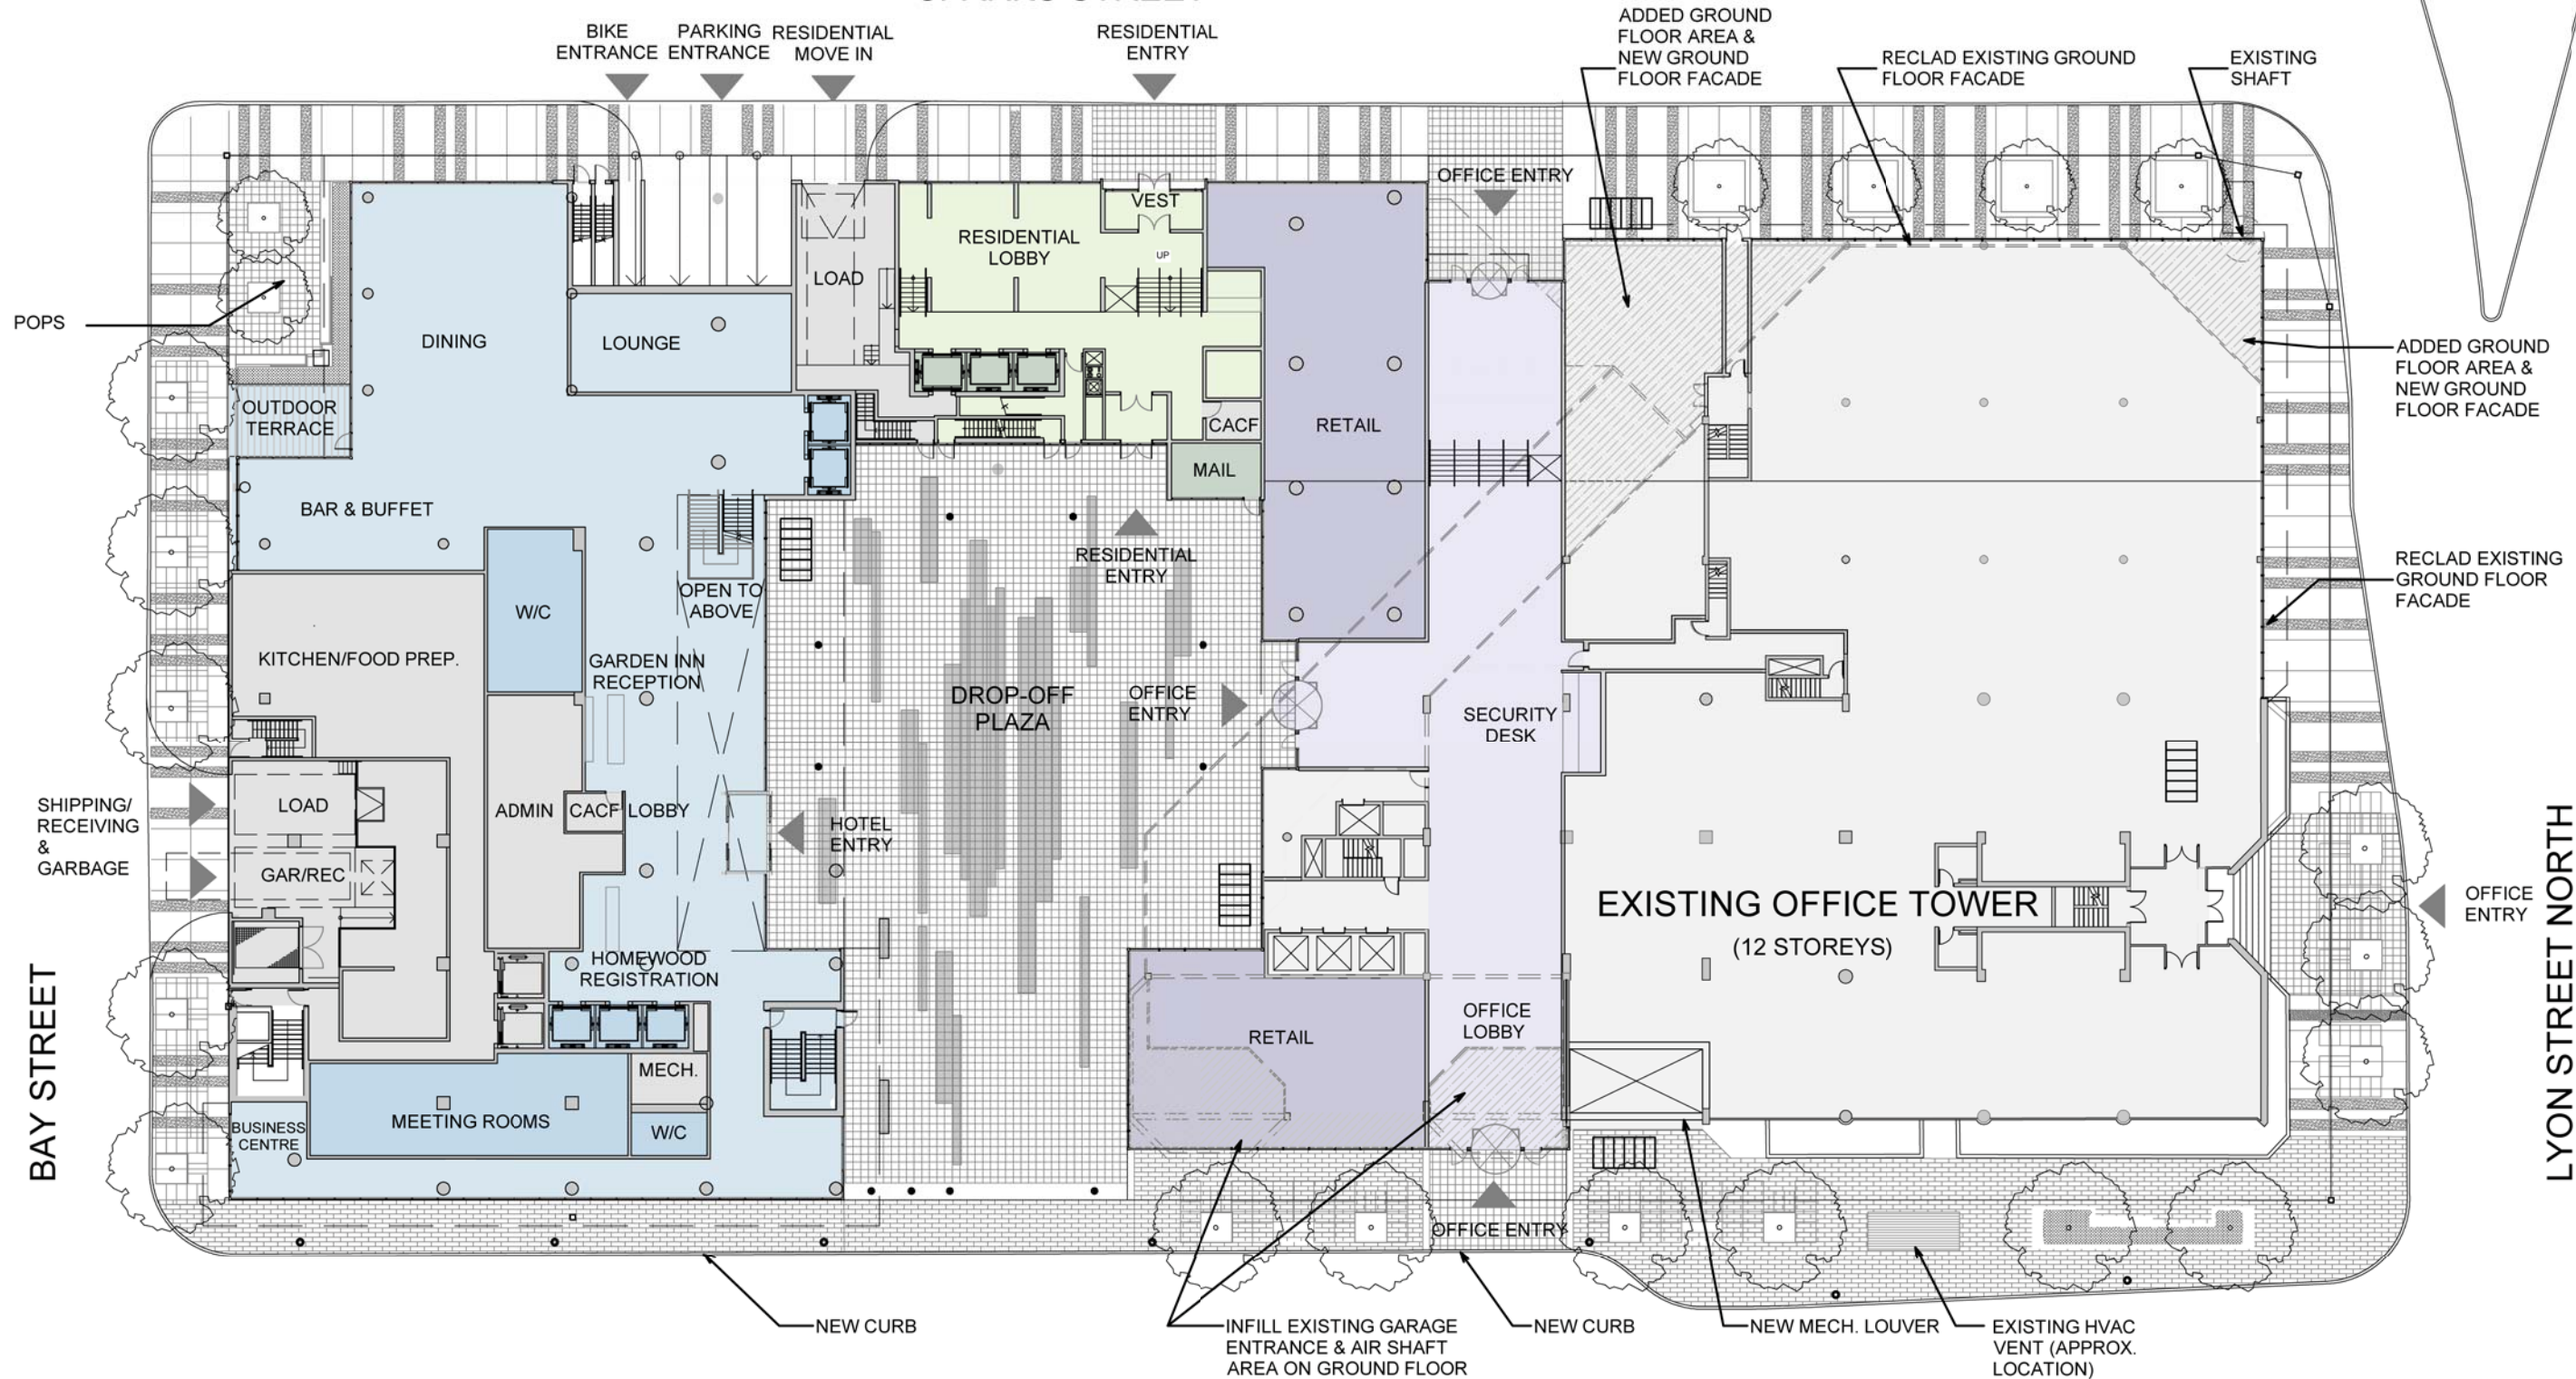 BIKE
ENTRANCE
PARKING
ENTRANCE
RESIDENTIAL
MOVE IN
RESIDENTIAL
ENTRY
ADDED GROUND
FLOOR AREA &
NEW GROUND
FLOOR FACADE
RECLAD EXISTING GROUND
FLOOR FACADE
EXISTING
SHAFT
OFFICE ENTRY
VEST
RESIDENTIAL
LOBBY
UP
LOAD
POPS
DINING
LOUNGE
ADDED GROUND
FLOOR AREA &
NEW GROUND
FLOOR FACADE
OUTDOOR
TERRACE
CACF
RETAIL
MAIL
BAR & BUFFET
RESIDENTIAL
ENTRY
RECLAD EXISTING
GROUND FLOOR
FACADE
OPEN TO
ABOVE
W/C
KITCHEN/FOOD PREP.
GARDEN INN
RECEPTION
DROP-OFF
PLAZA
OFFICE
ENTRY
SECURITY
DESK
SHIPPING/
RECEIVING
&
GARBAGE
LOAD
ADMIN
CACF
LOBBY
HOTEL
ENTRY
GAR/REC
EXISTING OFFICE TOWER
(12 STOREYS)
OFFICE
ENTRY
LYON STREET NORTH
BAY STREET
HOMEWOOD
REGISTRATION
RETAIL
OFFICE
LOBBY
MECH.
MEETING ROOMS
W/C
BUSINESS
CENTRE
OFFICE ENTRY
NEW CURB
INFILL EXISTING GARAGE
ENTRANCE & AIR SHAFT
AREA ON GROUND FLOOR
NEW CURB
NEW MECH. LOUVER
EXISTING HVAC
VENT (APPROX.
LOCATION)